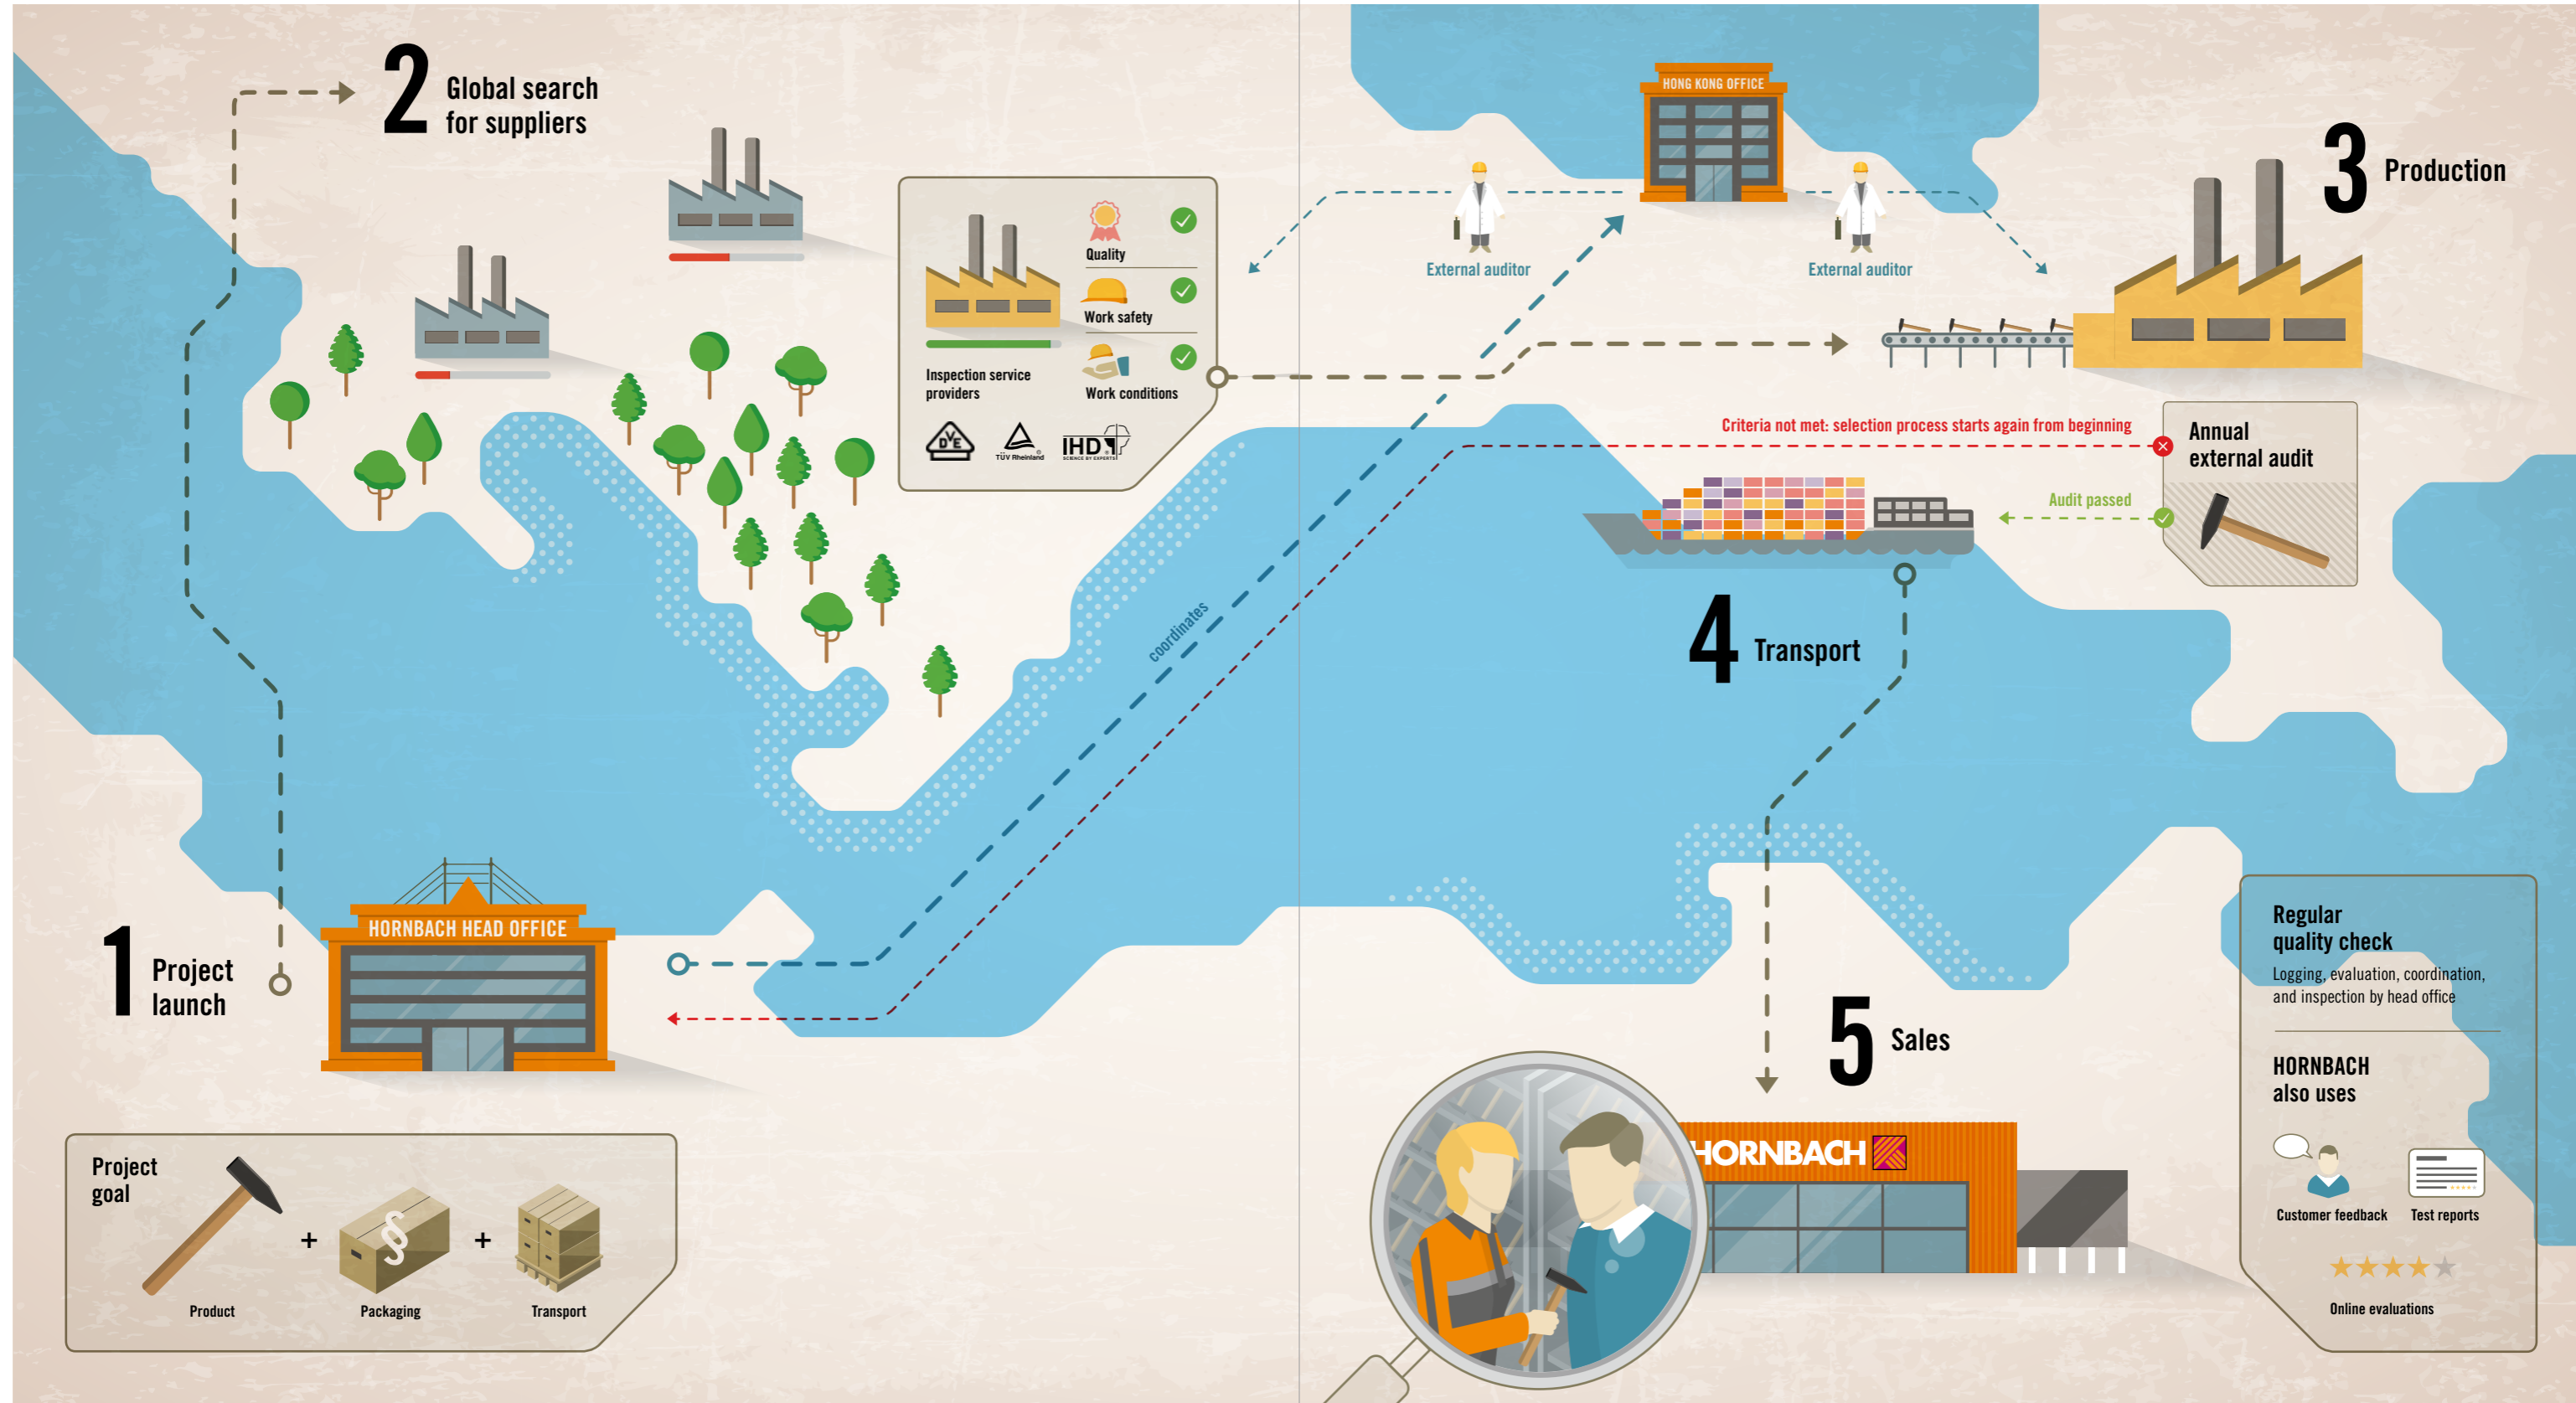 2
Global search
for suppliers
Quality
Work safety
Work conditions
Inspection service
providers
VDE
TÜV Rheinland
IHD
SCIENCE BY EXPERTS
HONG KONG OFFICE
External auditor
External auditor
3
Production
Criteria not met: selection process starts again from beginning
Annual
external audit
Audit passed
coordinates
4
Transport
1
Project
launch
HORNBACH HEAD OFFICE
Project
goal
+
§
+
Product
Packaging
Transport
5
Sales
HORNBACH
Regular
quality check
Logging, evaluation, coordination,
and inspection by head office
HORNBACH
also uses
Customer feedback
Test reports
Online evaluations